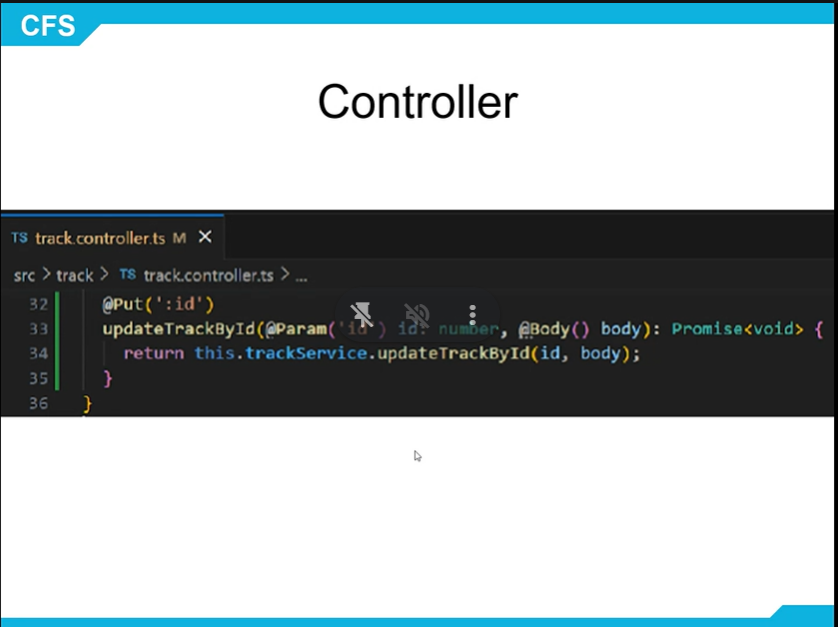 CFS
Controller
TS track.controller.ts M ×
src > track > TS track.controller.ts > ...
32 @Put(':id')
33 updateTrackById(@Param('id') id: number, @Body() body): Promise<void> {
34 return this.trackService.updateTrackById(id, body);
35 }
36 }